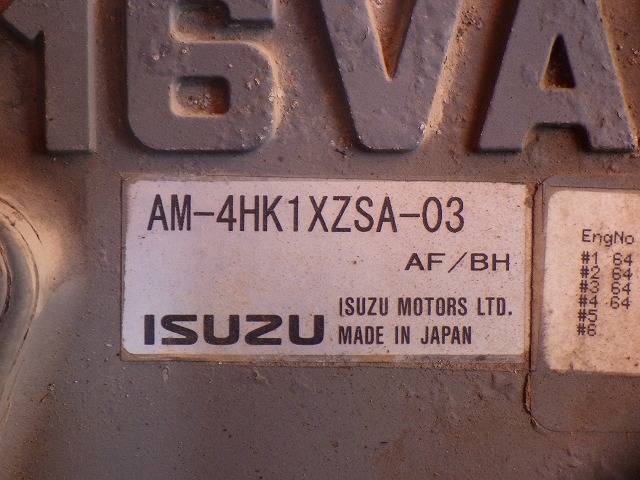 16VA
AM-4HK1XZSA-03
AF/BH
ISUZU
ISUZU MOTORS LTD.
MADE IN JAPAN
EngNo
#1 64
#2 64
#3 64
#4 64
#5
#6